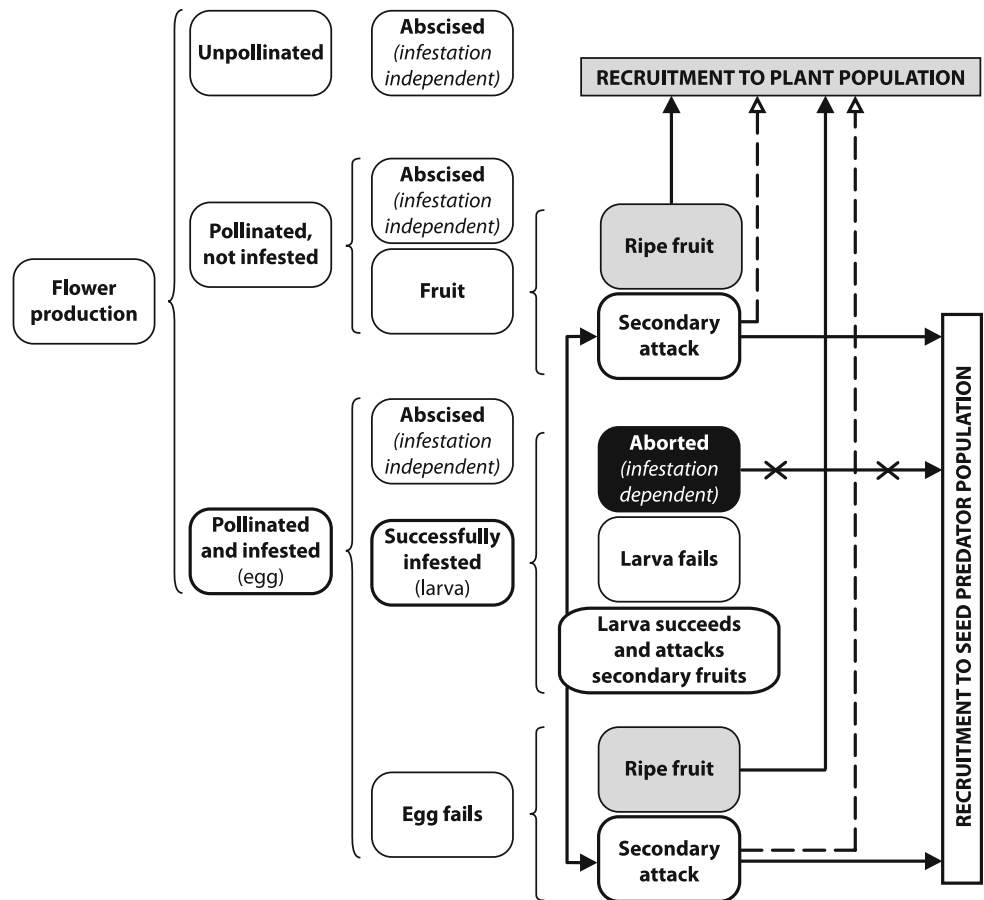 Flower
production
Unpollinated
Pollinated,
not infested
Pollinated
and infested
(egg)
Abscised
(infestation
independent)
Abscised
(infestation
independent)
Fruit
Abscised
(infestation
independent)
Successfully
infested
(larva)
Egg fails
RECRUITMENT TO PLANT POPULATION
Ripe fruit
Secondary
attack
Aborted
(infestation
dependent)
Larva fails
Larva succeeds
and attacks
secondary fruits
Ripe fruit
Secondary
attack
RECRUITMENT TO SEED PREDATOR POPULATION